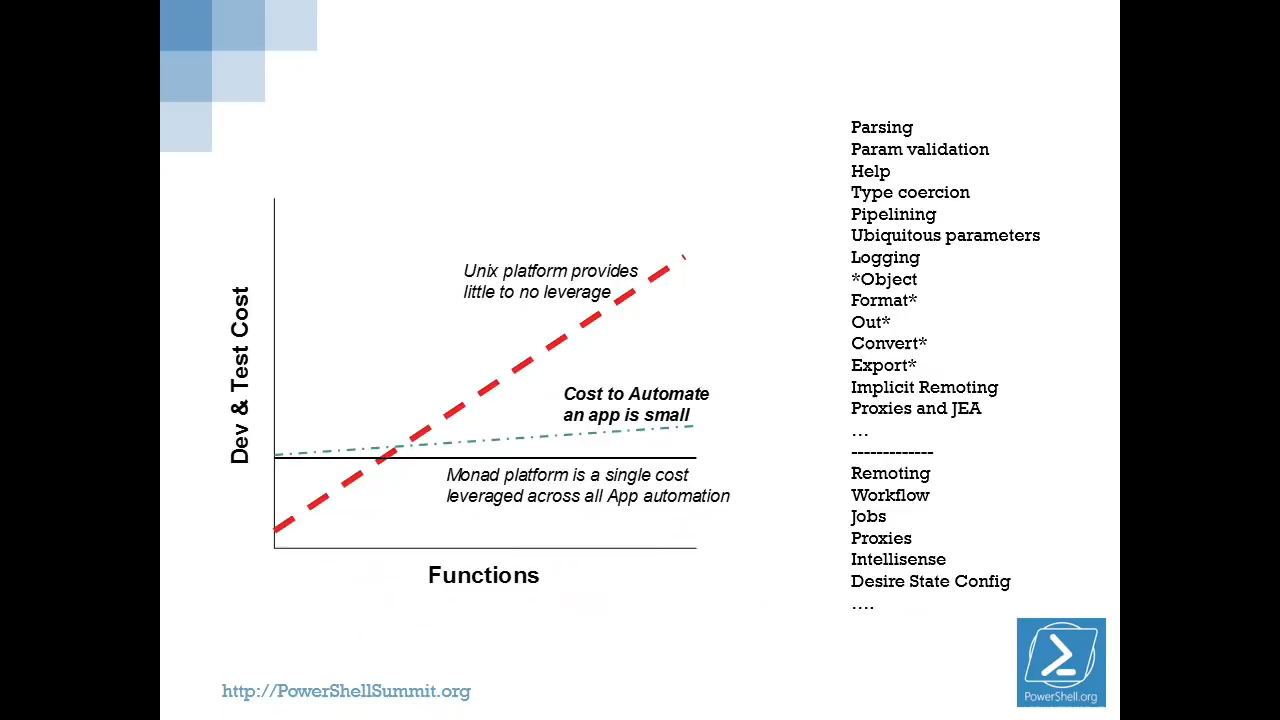 Parsing
Param validation
Help
Type coercion
Pipelining
Ubiquitous parameters
Logging
*Object
Format*
Out*
Convert*
Export*
Implicit Remoting
Proxies and JEA
...
-------------
Remoting
Workflow
Jobs
Proxies
Intellisense
Desire State Config
....
Unix platform provides
little to no leverage
Cost to Automate
an app is small
Monad platform is a single cost
leveraged across all App automation
Dev & Test Cost
Functions
http://PowerShellSummit.org
PowerShell.org